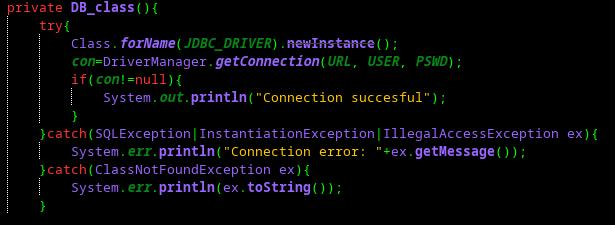 private DB_class(){
try{
Class.forName(JDBC_DRIVER).newInstance();
con=DriverManager.getConnection(URL, USER, PSWD);
if(con!=null){
System.out.println("Connection succesful");
}
}catch(SQLException|InstantiationException|IllegalAccessException ex){
System.err.println("Connection error: "+ex.getMessage());
}catch(ClassNotFoundException ex){
System.err.println(ex.toString());
}